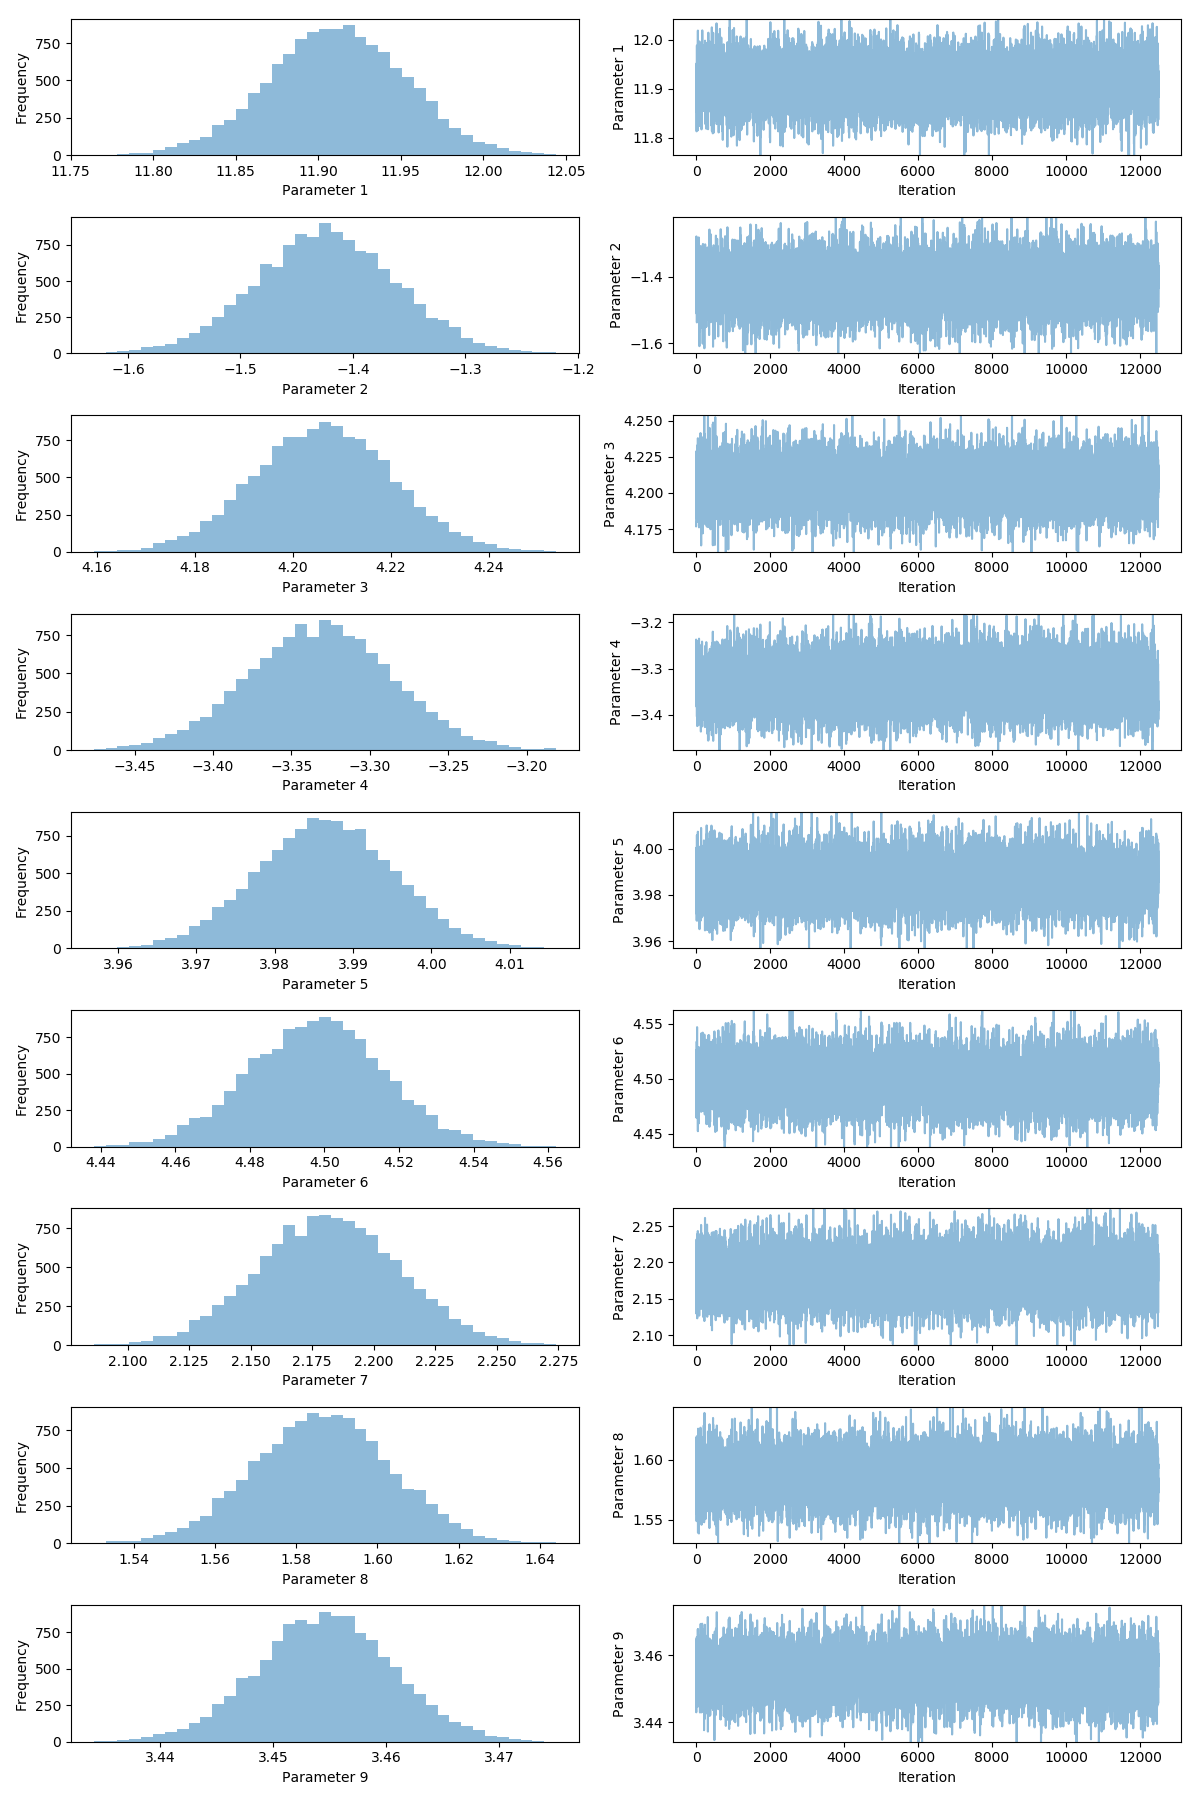 Frequency
750
500
250
0
11.75 11.80 11.85 11.90 11.95 12.00 12.05
Parameter 1
Parameter 1
12.0
11.9
11.8
0 2000 4000 6000 8000 10000 12000
Iteration
Frequency
750
500
250
0
−1.6 −1.5 −1.4 −1.3 −1.2
Parameter 2
Parameter 2
−1.4
−1.6
0 2000 4000 6000 8000 10000 12000
Iteration
Frequency
750
500
250
0
4.16 4.18 4.20 4.22 4.24
Parameter 3
Parameter 3
4.250
4.225
4.200
4.175
0 2000 4000 6000 8000 10000 12000
Iteration
Frequency
750
500
250
0
−3.45 −3.40 −3.35 −3.30 −3.25 −3.20
Parameter 4
Parameter 4
−3.2
−3.3
−3.4
0 2000 4000 6000 8000 10000 12000
Iteration
Frequency
750
500
250
0
3.96 3.97 3.98 3.99 4.00 4.01
Parameter 5
Parameter 5
4.00
3.98
3.96
0 2000 4000 6000 8000 10000 12000
Iteration
Frequency
750
500
250
0
4.44 4.46 4.48 4.50 4.52 4.54 4.56
Parameter 6
Parameter 6
4.55
4.50
4.45
0 2000 4000 6000 8000 10000 12000
Iteration
Frequency
750
500
250
0
2.100 2.125 2.150 2.175 2.200 2.225 2.250 2.275
Parameter 7
Parameter 7
2.25
2.20
2.15
2.10
0 2000 4000 6000 8000 10000 12000
Iteration
Frequency
750
500
250
0
1.54 1.56 1.58 1.60 1.62 1.64
Parameter 8
Parameter 8
1.60
1.55
0 2000 4000 6000 8000 10000 12000
Iteration
Frequency
750
500
250
0
3.44 3.45 3.46 3.47
Parameter 9
Parameter 9
3.46
3.44
0 2000 4000 6000 8000 10000 12000
Iteration